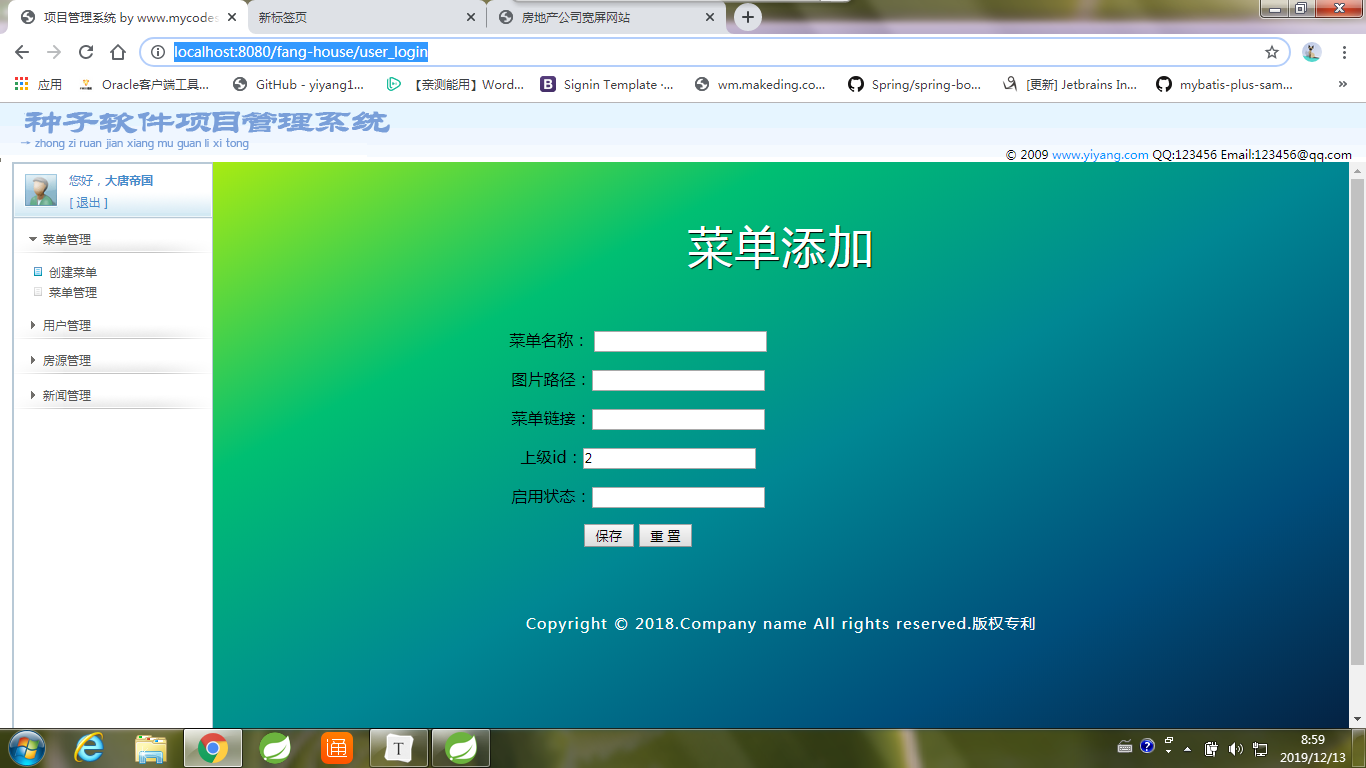 项目管理系统 by www.mycodes
新标签页
房地产公司宽屏网站
localhost:8080/fang-house/user_login
应用
Oracle客户端工具...
GitHub - yiyang1...
【亲测能用】Word...
Signin Template ·...
wm.makeding.co...
Spring/spring-bo...
[更新] Jetbrains In...
mybatis-plus-sam...
»
种子软件项目管理系统
→ zhong zi ruan jian xiang mu guan li xi tong
© 2009 www.yiyang.com QQ:123456 Email:123456@qq.com
您好，大唐帝国
[ 退出 ]
菜单管理
创建菜单
菜单管理
用户管理
房源管理
新闻管理
菜单添加
菜单名称：
图片路径：
菜单链接：
上级id：2
启用状态：
保存 重 置
Copyright © 2018.Company name All rights reserved.版权专利
通
T
8:59
2019/12/13